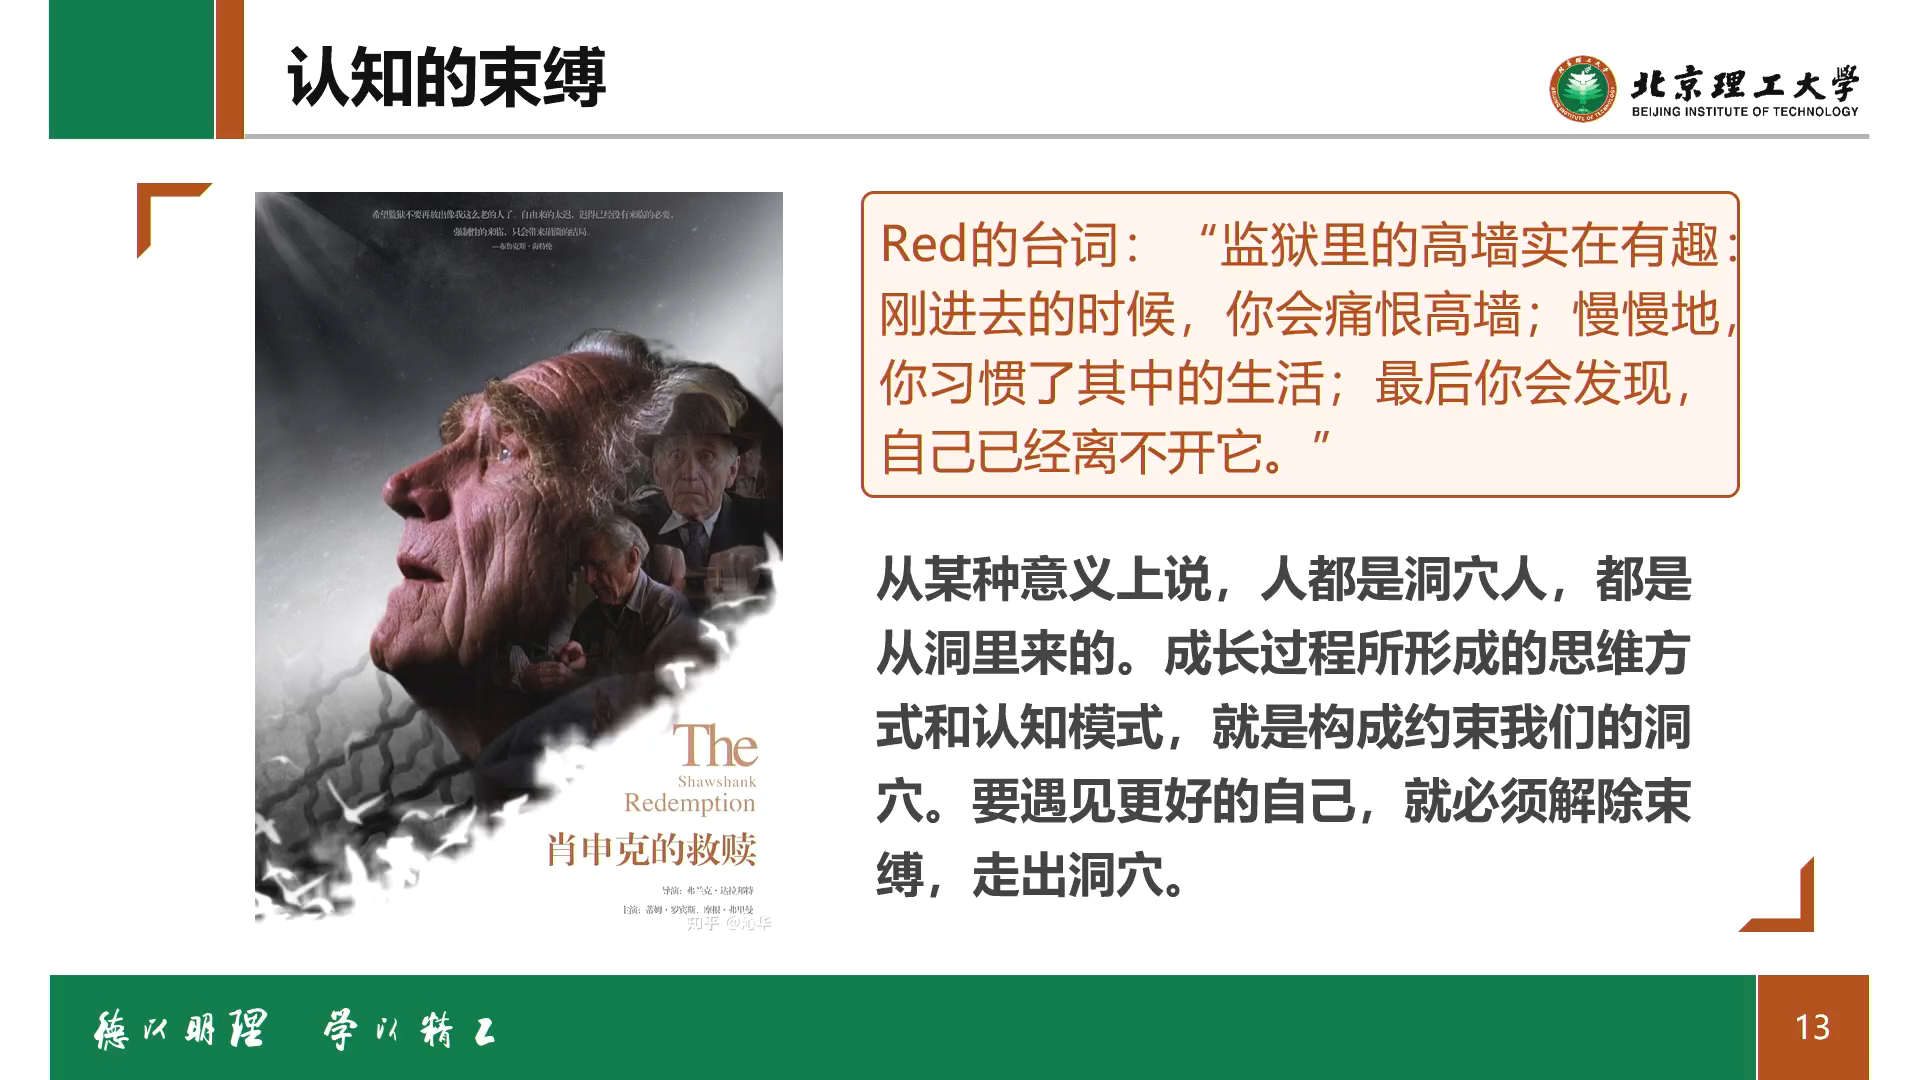 认知的束缚
北京理工大学
BEIJING INSTITUTE OF TECHNOLOGY
希望监狱不要再放出像我这么老的人了。自由来的太迟，迟得已经没有来临的必要，
强制性的来临，只会带来崩溃的结局。
—布鲁克斯·海特伦
The
Shawshank
Redemption
肖申克的救赎
导演：弗兰克·达拉邦特
主演：蒂姆·罗宾斯、摩根·弗里曼
知乎 @沁华
Red的台词：“监狱里的高墙实在有趣：
刚进去的时候，你会痛恨高墙；慢慢地，
你习惯了其中的生活；最后你会发现，
自己已经离不开它。”
从某种意义上说，人都是洞穴人，都是
从洞里来的。成长过程所形成的思维方
式和认知模式，就是构成约束我们的洞
穴。要遇见更好的自己，就必须解除束
缚，走出洞穴。
德以明理 学以精工
13